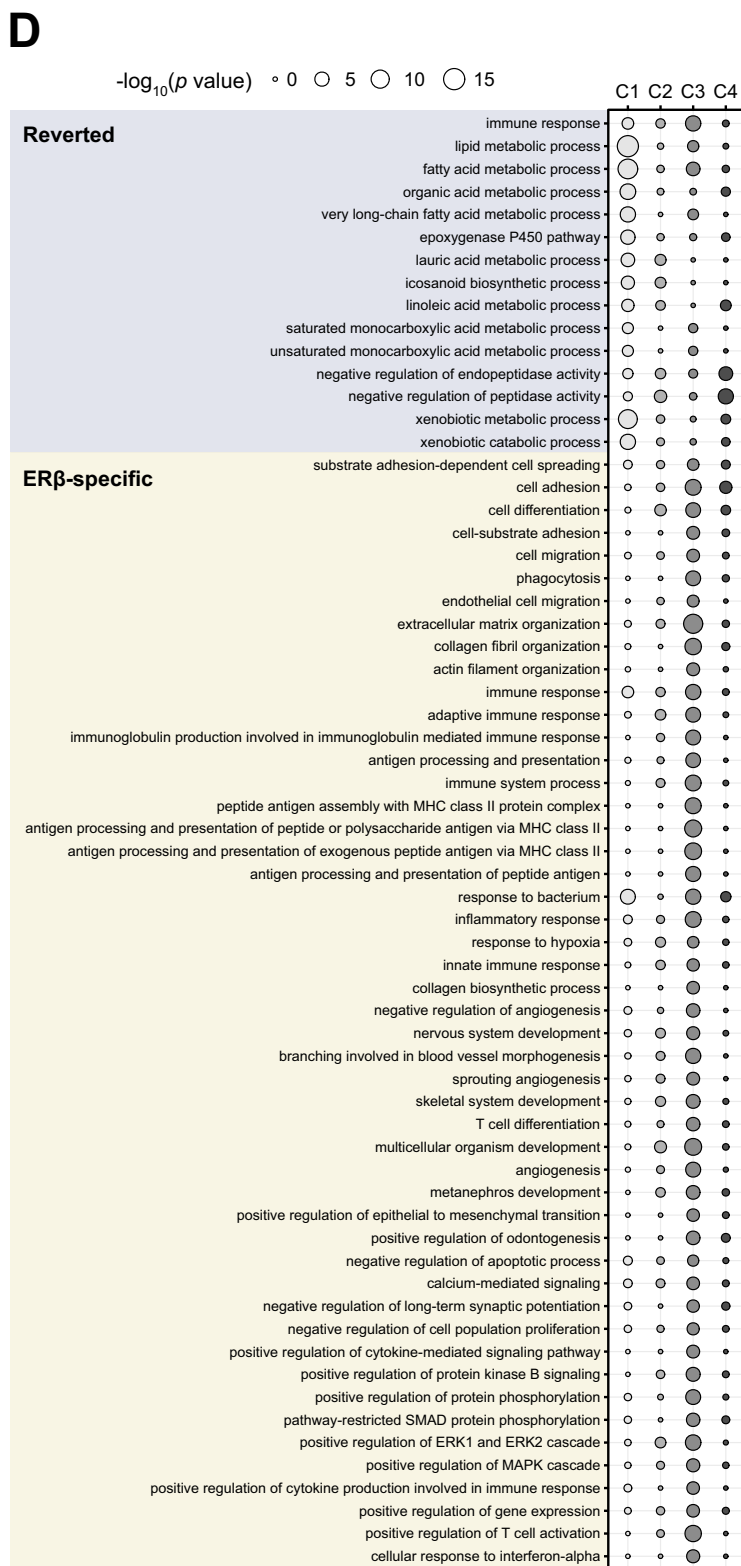 D
-log10(p value) 0 5 10 15
C1 C2 C3 C4
Reverted
immune response
lipid metabolic process
fatty acid metabolic process
organic acid metabolic process
very long-chain fatty acid metabolic process
epoxygenase P450 pathway
lauric acid metabolic process
icosanoid biosynthetic process
linoleic acid metabolic process
saturated monocarboxylic acid metabolic process
unsaturated monocarboxylic acid metabolic process
negative regulation of endopeptidase activity
negative regulation of peptidase activity
xenobiotic metabolic process
xenobiotic catabolic process
ERβ-specific
substrate adhesion-dependent cell spreading
cell adhesion
cell differentiation
cell-substrate adhesion
cell migration
phagocytosis
endothelial cell migration
extracellular matrix organization
collagen fibril organization
actin filament organization
immune response
adaptive immune response
immunoglobulin production involved in immunoglobulin mediated immune response
antigen processing and presentation
immune system process
peptide antigen assembly with MHC class II protein complex
antigen processing and presentation of peptide or polysaccharide antigen via MHC class II
antigen processing and presentation of exogenous peptide antigen via MHC class II
antigen processing and presentation of peptide antigen
response to bacterium
inflammatory response
response to hypoxia
innate immune response
collagen biosynthetic process
negative regulation of angiogenesis
nervous system development
branching involved in blood vessel morphogenesis
sprouting angiogenesis
skeletal system development
T cell differentiation
multicellular organism development
angiogenesis
metanephros development
positive regulation of epithelial to mesenchymal transition
positive regulation of odontogenesis
negative regulation of apoptotic process
calcium-mediated signaling
negative regulation of long-term synaptic potentiation
negative regulation of cell population proliferation
positive regulation of cytokine-mediated signaling pathway
positive regulation of protein kinase B signaling
positive regulation of protein phosphorylation
pathway-restricted SMAD protein phosphorylation
positive regulation of ERK1 and ERK2 cascade
positive regulation of MAPK cascade
positive regulation of cytokine production involved in immune response
positive regulation of gene expression
positive regulation of T cell activation
cellular response to interferon-alpha